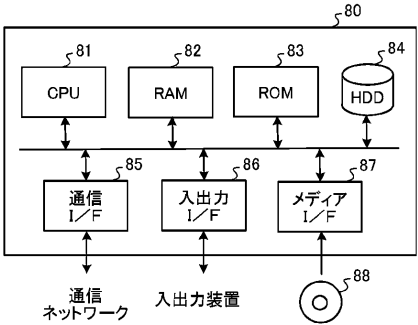 80
81
82
83
84
CPU
RAM
ROM
HDD
85
86
87
通信
I/F
入出力
I/F
メディア
I/F
通信
ネットワーク
入出力装置
88